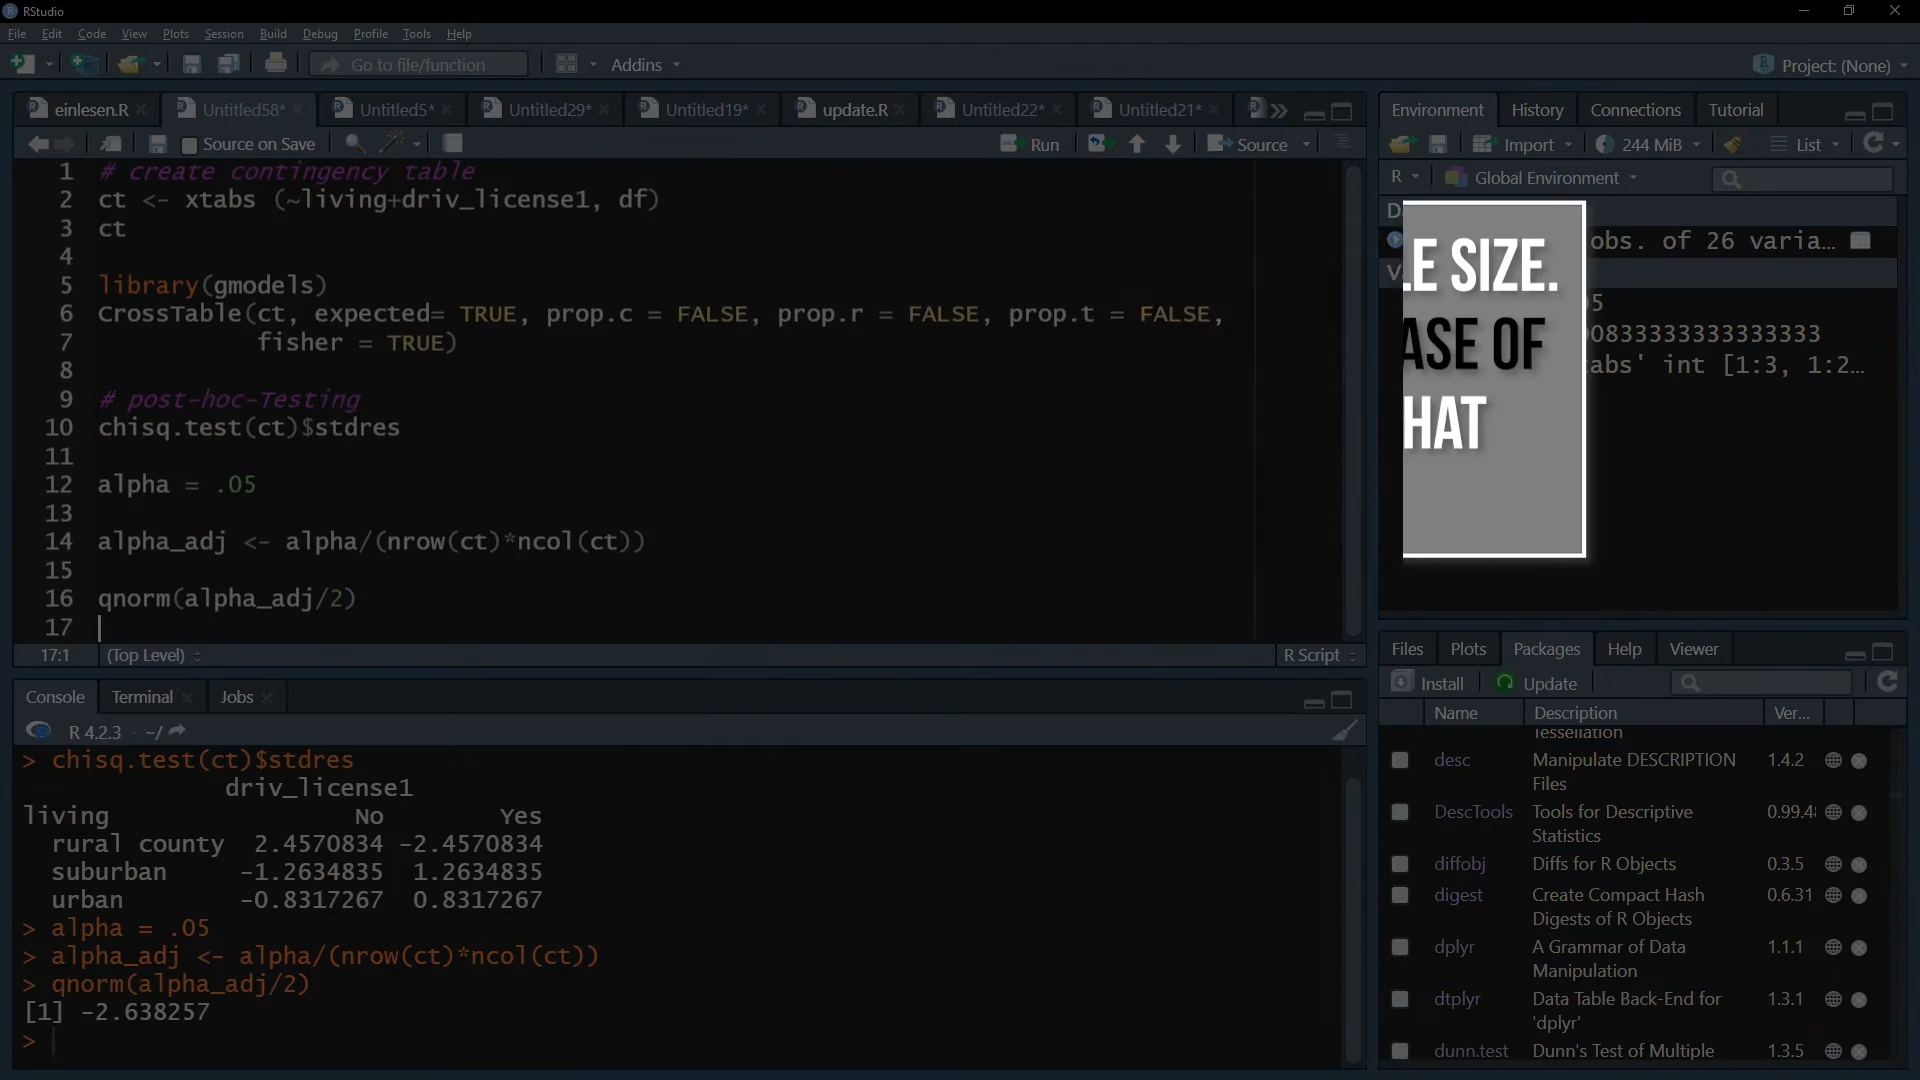 RStudio
File Edit Code View Plots Session Build Debug Profile Tools Help
Go to file/function Addins Project: (None)
einlesen.R Untitled58* Untitled5* Untitled29* Untitled19* update.R Untitled22* Untitled21*
Source on Save Run Source
1 # create contingency table
2 ct <- xtabs (~living+driv_license1, df)
3 ct
4
5 library(gmodels)
6 CrossTable(ct, expected= TRUE, prop.c = FALSE, prop.r = FALSE, prop.t = FALSE,
7 fisher = TRUE)
8
9 # post-hoc-Testing
10 chisq.test(ct)$stdres
11
12 alpha = .05
13
14 alpha_adj <- alpha/(nrow(ct)*ncol(ct))
15
16 qnorm(alpha_adj/2)
17
17:1 (Top Level) R Script
Console Terminal Jobs
R 4.2.3 · ~/
> chisq.test(ct)$stdres
driv_license1
living No Yes
rural county 2.4570834 -2.4570834
suburban -1.2634835 1.2634835
urban -0.8317267 0.8317267
> alpha = .05
> alpha_adj <- alpha/(nrow(ct)*ncol(ct))
> qnorm(alpha_adj/2)
[1] -2.638257
>
Environment History Connections Tutorial
Import 244 MiB List
R Global Environment
obs. of 26 varia...
5
00833333333333333
abs' int [1:3, 1:2...
LE SIZE.
ASE OF
HAT
Files Plots Packages Help Viewer
Install Update
Name Description Ver...
Tessellation
desc Manipulate DESCRIPTION Files 1.4.2
DescTools Tools for Descriptive Statistics 0.99.48
diffobj Diffs for R Objects 0.3.5
digest Create Compact Hash Digests of R Objects 0.6.31
dplyr A Grammar of Data Manipulation 1.1.1
dtplyr Data Table Back-End for 'dplyr' 1.3.1
dunn.test Dunn's Test of Multiple 1.3.5